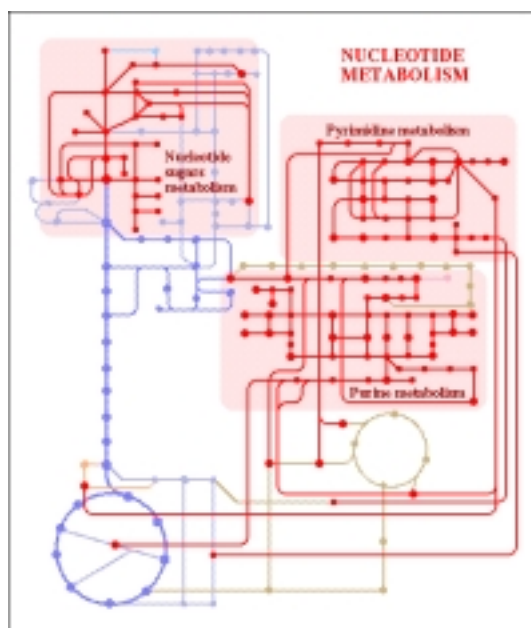 NUCLEOTIDE
METABOLISM
Pyrimidine metabolism
Nucleotide
sugars
metabolism
Purine metabolism